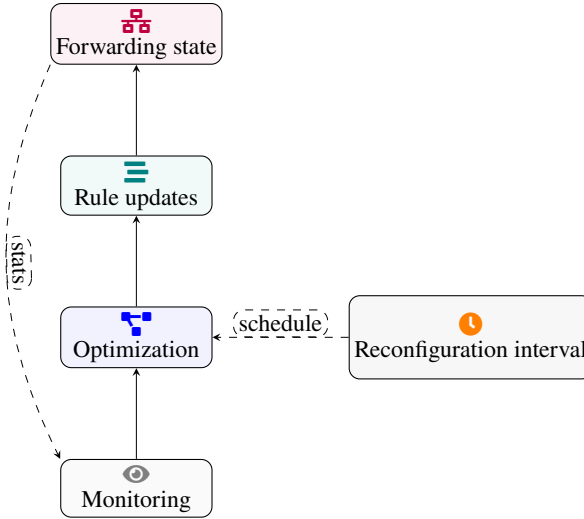 Forwarding state
Rule updates
stats
schedule
Optimization
Reconfiguration interval
Monitoring